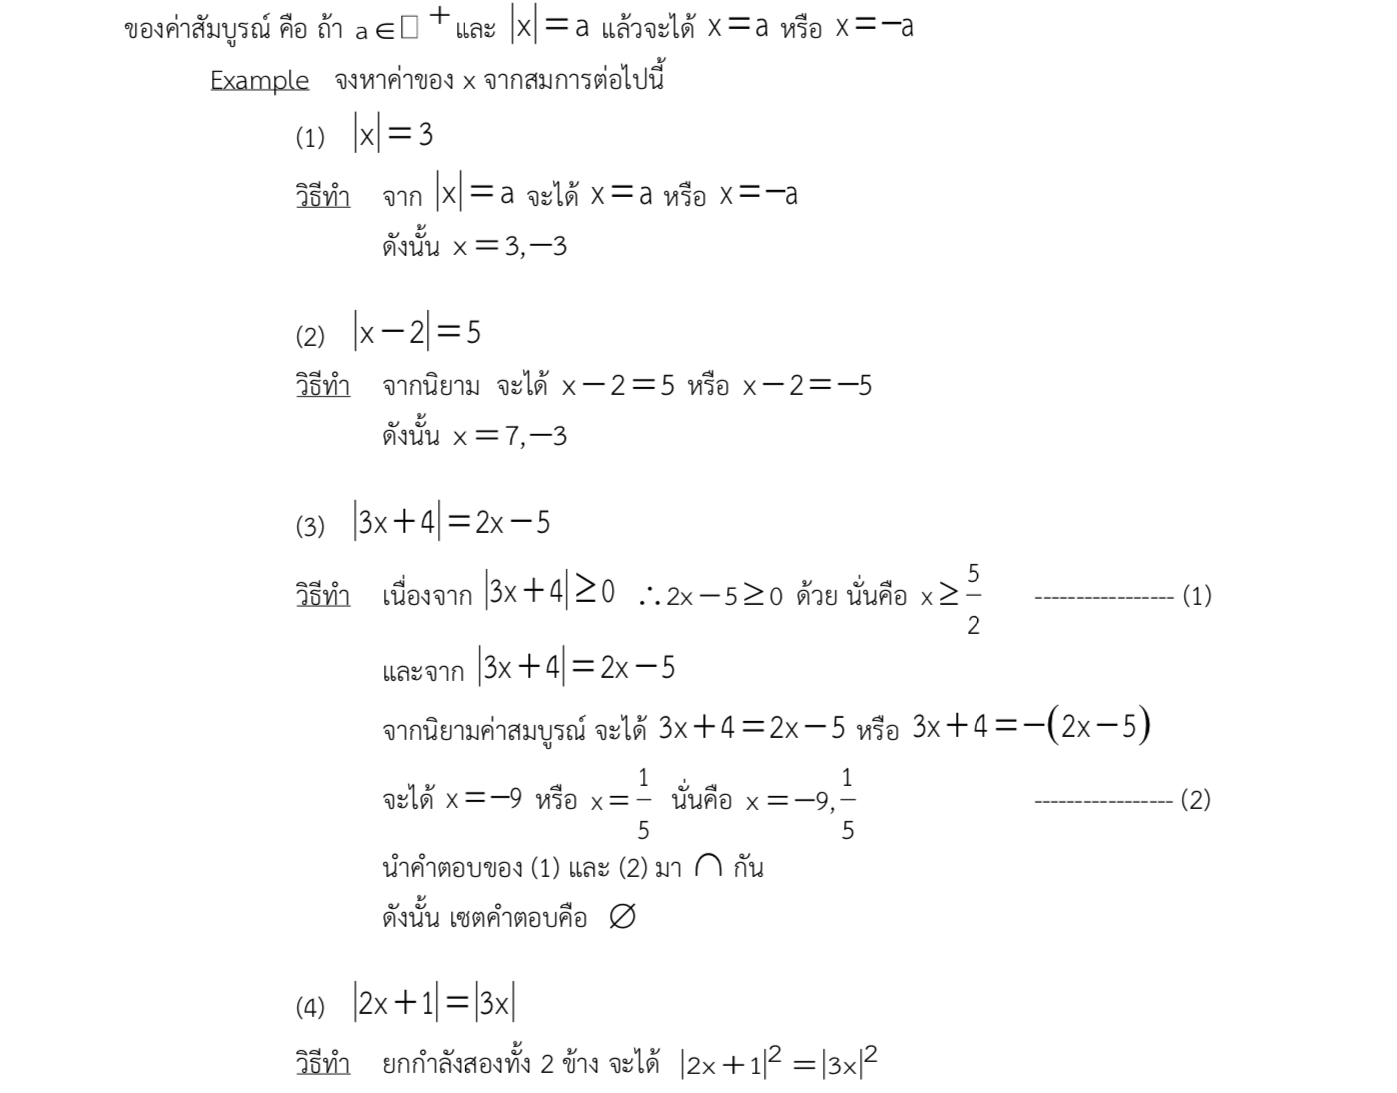 ของค่าสัมบูรณ์ คือ ถ้า a ∈ □⁺ และ |x| = a แล้วจะได้ x = a หรือ x = −a
Example จงหาค่าของ x จากสมการต่อไปนี้
(1) |x| = 3
วิธีทำ จาก |x| = a จะได้ x = a หรือ x = −a
ดังนั้น x = 3,−3
(2) |x − 2| = 5
วิธีทำ จากนิยาม จะได้ x − 2 = 5 หรือ x − 2 = −5
ดังนั้น x = 7,−3
(3) |3x + 4| = 2x − 5
วิธีทำ เนื่องจาก |3x + 4| ≥ 0 ∴ 2x − 5 ≥ 0 ด้วย นั่นคือ x ≥ 5/2 ----------------- (1)
และจาก |3x + 4| = 2x − 5
จากนิยามค่าสมบูรณ์ จะได้ 3x + 4 = 2x − 5 หรือ 3x + 4 = −(2x − 5)
จะได้ x = −9 หรือ x = 1/5 นั่นคือ x = −9, 1/5 ----------------- (2)
นำคำตอบของ (1) และ (2) มา ∩ กัน
ดังนั้น เซตคำตอบคือ ∅
(4) |2x + 1| = |3x|
วิธีทำ ยกกำลังสองทั้ง 2 ข้าง จะได้ |2x + 1|² = |3x|²